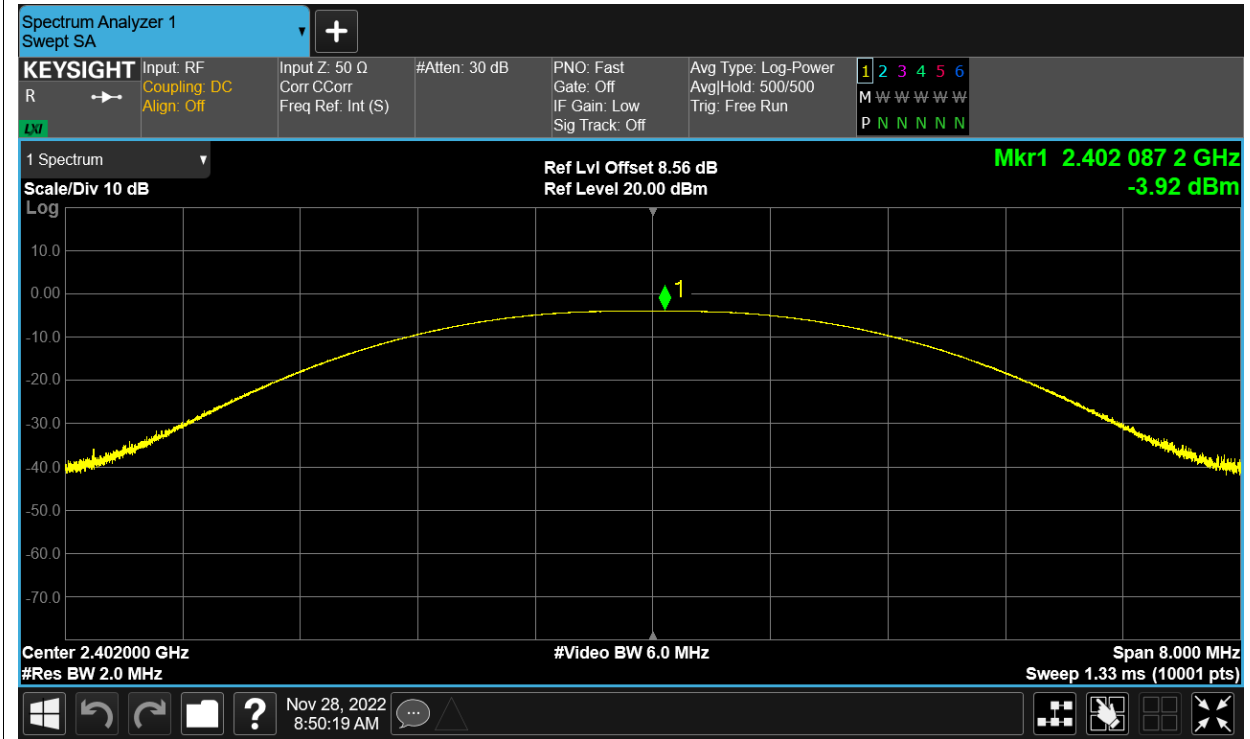 Spectrum Analyzer 1
Swept SA
+
KEYSIGHT
R
LXI
Input: RF
Coupling: DC
Align: Off
Input Z: 50 Ω
Corr CCorr
Freq Ref: Int (S)
#Atten: 30 dB
PNO: Fast
Gate: Off
IF Gain: Low
Sig Track: Off
Avg Type: Log-Power
Avg|Hold: 500/500
Trig: Free Run
1 2 3 4 5 6
M W W W W W
P N N N N N
1 Spectrum
Scale/Div 10 dB
Log
Ref Lvl Offset 8.56 dB
Ref Level 20.00 dBm
Mkr1 2.402 087 2 GHz
-3.92 dBm
10.0
0.00
-10.0
-20.0
-30.0
-40.0
-50.0
-60.0
-70.0
1
Center 2.402000 GHz
#Res BW 2.0 MHz
#Video BW 6.0 MHz
Span 8.000 MHz
Sweep 1.33 ms (10001 pts)
?
Nov 28, 2022
8:50:19 AM